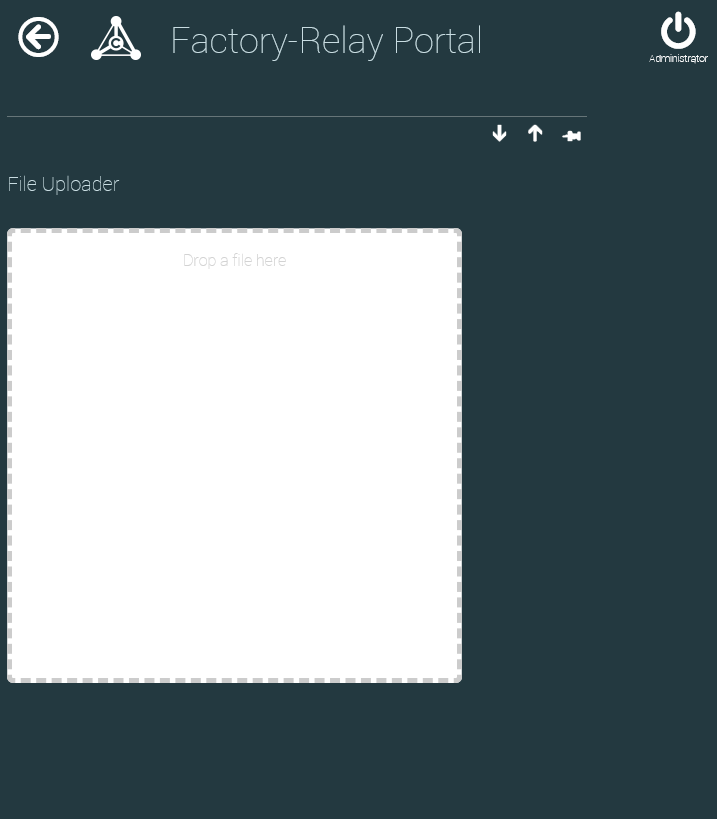 Factory-Relay Portal
Administrator
File Uploader
Drop a file here